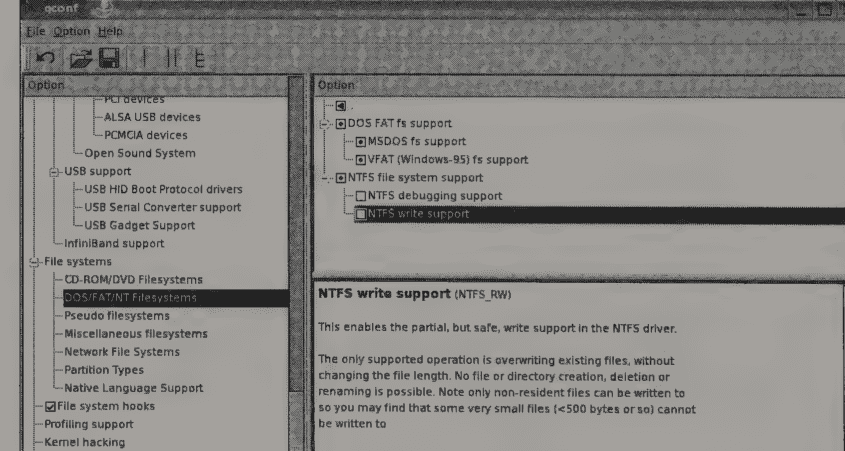 qconf
File Option Help
Option
PCI devices
ALSA USB devices
PCMCIA devices
Open Sound System
USB support
USB HID Boot Protocol drivers
USB Serial Converter support
USB Gadget Support
InfiniBand support
File systems
CD-ROM/DVD Filesystems
DOS/FAT/NT Filesystems
Pseudo filesystems
Miscellaneous filesystems
Network File Systems
Partition Types
Native Language Support
File system hooks
Profiling support
Kernel hacking
Option
..
DOS FAT fs support
MSDOS fs support
VFAT (Windows-95) fs support
NTFS file system support
NTFS debugging support
NTFS write support
NTFS write support (NTFS_RW)
This enables the partial, but safe, write support in the NTFS driver.
The only supported operation is overwriting existing files, without
changing the file length. No file or directory creation, deletion or
renaming is possible. Note only non-resident files can be written to
so you may find that some very small files (<500 bytes or so) cannot
be written to